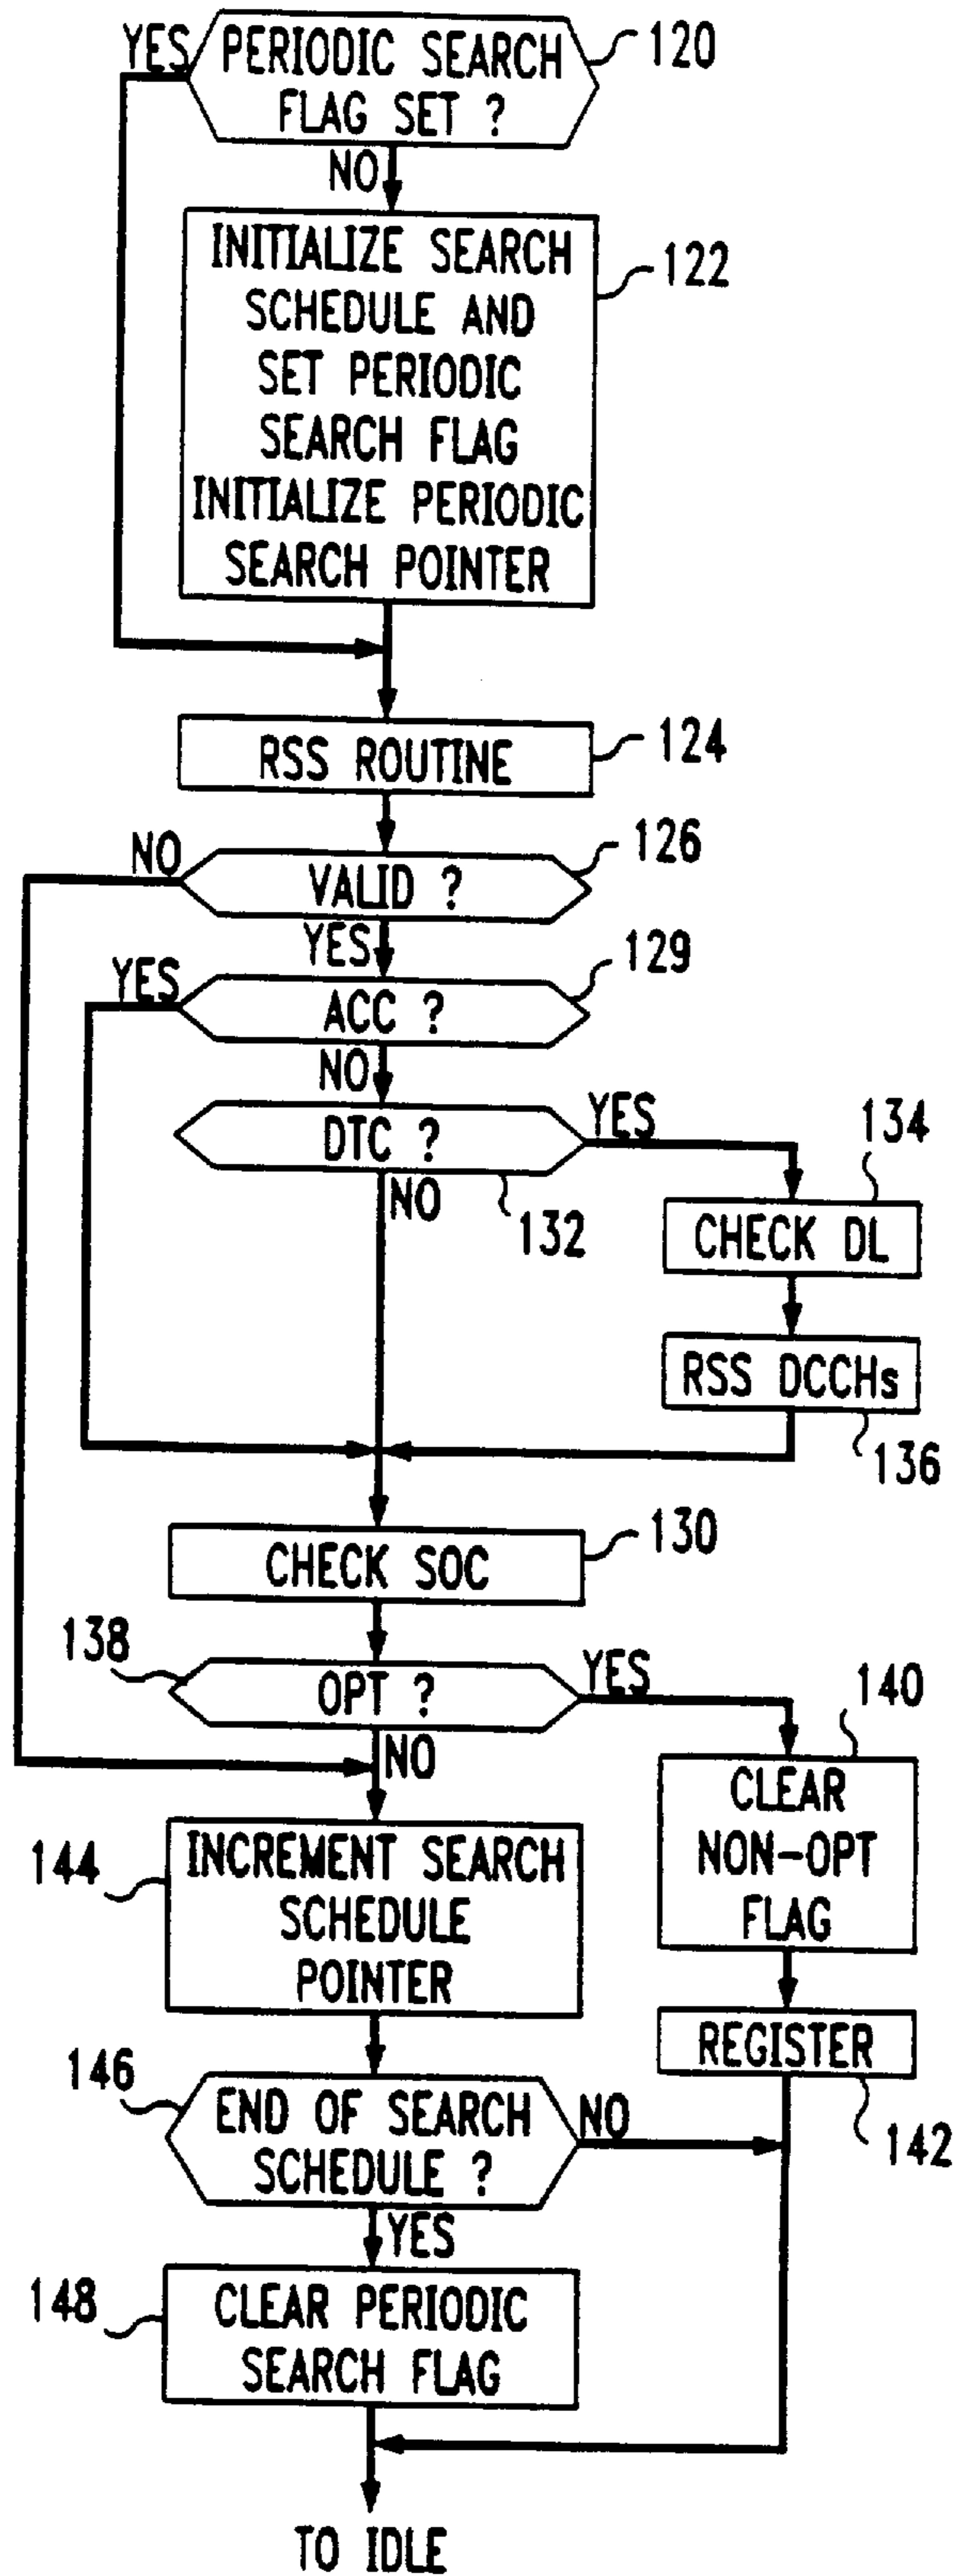 YES
PERIODIC SEARCH
FLAG SET ?
120
NO
INITIALIZE SEARCH
SCHEDULE AND
SET PERIODIC
SEARCH FLAG
INITIALIZE PERIODIC
SEARCH POINTER
122
RSS ROUTINE
124
NO
VALID ?
126
YES
YES
ACC ?
129
NO
DTC ?
YES
132
NO
134
CHECK DL
RSS DCCHs
136
CHECK SOC
130
138
OPT ?
YES
NO
140
CLEAR
NON-OPT
FLAG
144
INCREMENT SEARCH
SCHEDULE
POINTER
REGISTER
142
146
END OF SEARCH
SCHEDULE ?
NO
YES
148
CLEAR PERIODIC
SEARCH FLAG
TO IDLE